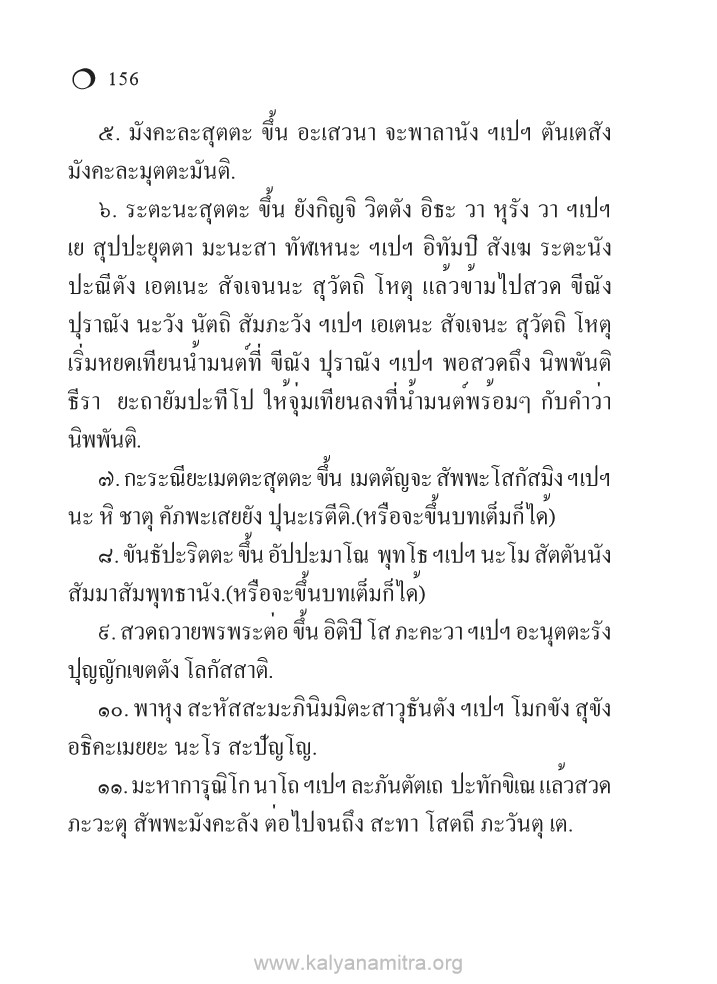 156
๕. มังคะละสุตตะ ขึ้น อะเสวนา จะพาลานัง ฯเปฯ ตันเตสัง
มังคะละมุตตะมันติ.
๖. ระตะนะสุตตะ ขึ้น ยังกิญจิ วิตตัง อิธะ วา หุรัง วา ฯเปฯ
เย สุปปะยุตตา มะนะสา ทัฬเหนะ ฯเปฯ อิทัมปี สังเฆ ระตะนัง
ปะณีตัง เอตเนะ สัจเจนนะ สุวัตถิ โหตุ แล้วข้ามไปสวด ขีณัง
ปุราณัง นะวัง นัตถิ สัมภะวัง ฯเปฯ เอเตนะ สัจเจนะ สุวัตถิ โหตุ
เริ่มหยดเทียนน้ำมนต์ที่ ขีณัง ปุราณัง ฯเปฯ พอสวดถึง นิพพันติ
ธีรา ยะถายัมปะทีโป ให้จุ่มเทียนลงที่น้ำมนต์พร้อมๆ กับคำว่า
นิพพันติ.
๗. กะระณียะเมตตะสุตตะ ขึ้น เมตตัญจะ สัพพะโสกัสมิง ฯเปฯ
นะ หิ ชาตุ คัภพะเสยยัง ปุนะเรตีติ.(หรือจะขึ้นบทเต็มก็ได้)
๘. ขันธัปะริตตะ ขึ้น อัปปะมาโณ พุทโธ ฯเปฯ นะโม สัตตันนัง
สัมมาสัมพุทธานัง.(หรือจะขึ้นบทเต็มก็ได้)
๙. สวดถวายพรพระต่อ ขึ้น อิติปี โส ภะคะวา ฯเปฯ อะนุตตะรัง
ปุญญักเขตตัง โลกัสสาติ.
๑๐. พาหุง สะหัสสะมะภินิมมิตะสาวุธันตัง ฯเปฯ โมกขัง สุขัง
อธิคะเมยยะ นะโร สะปัญโญ.
๑๑. มะหาการุณิโก นาโถ ฯเปฯ ละภันตัตเถ ปะทักขิเณ แล้วสวด
ภะวะตุ สัพพะมังคะลัง ต่อไปจนถึง สะทา โสตถี ภะวันตุ เต.
www.kalyanamitra.org